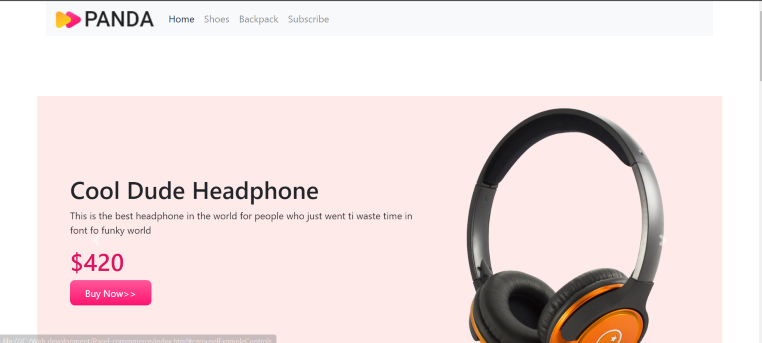 PANDA Home Shoes Backpack Subscribe
Cool Dude Headphone
This is the best headphone in the world for people who just went ti waste time in
font fo funky world
$420
Buy Now>>